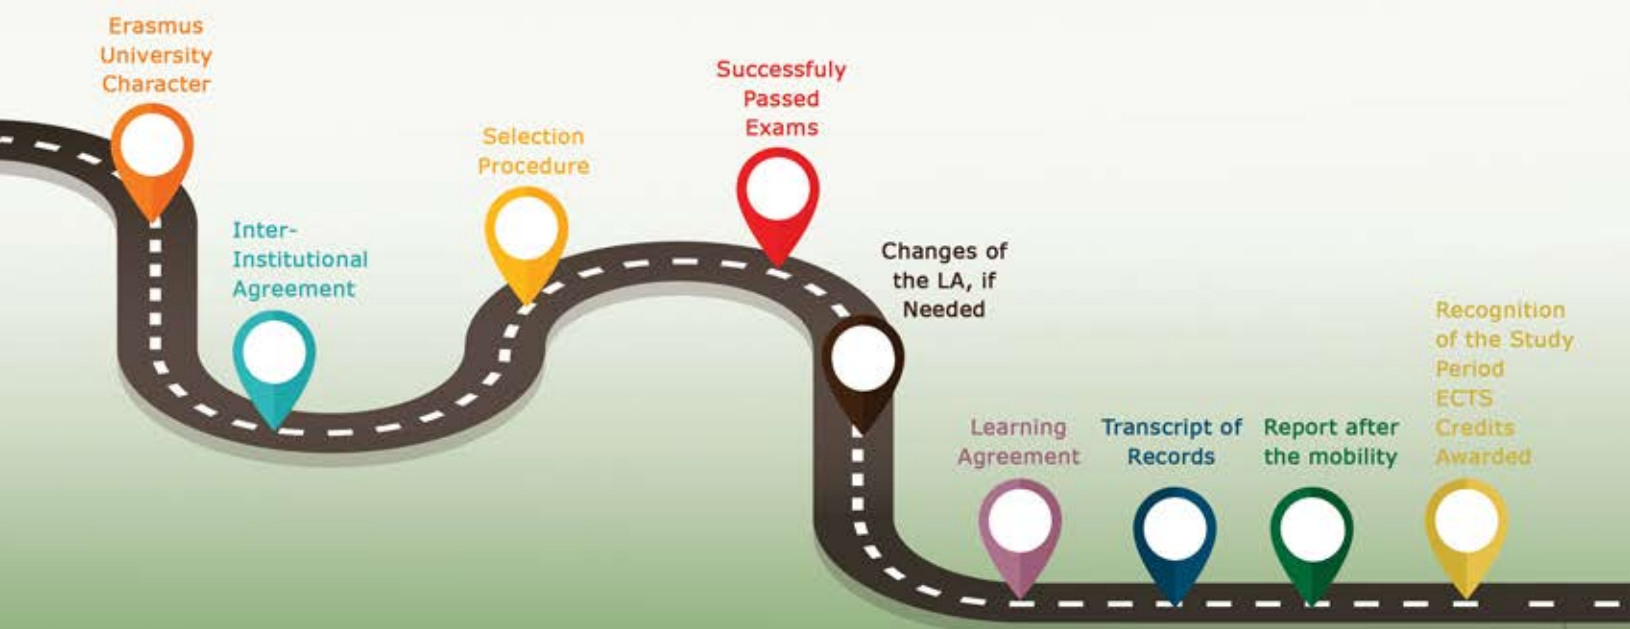 Erasmus
University
Character
Inter-
Institutional
Agreement
Selection
Procedure
Successfuly
Passed
Exams
Changes of
the LA, if
Needed
Learning
Agreement
Transcript of
Records
Report after
the mobility
Recognition
of the Study
Period
ECTS
Credits
Awarded